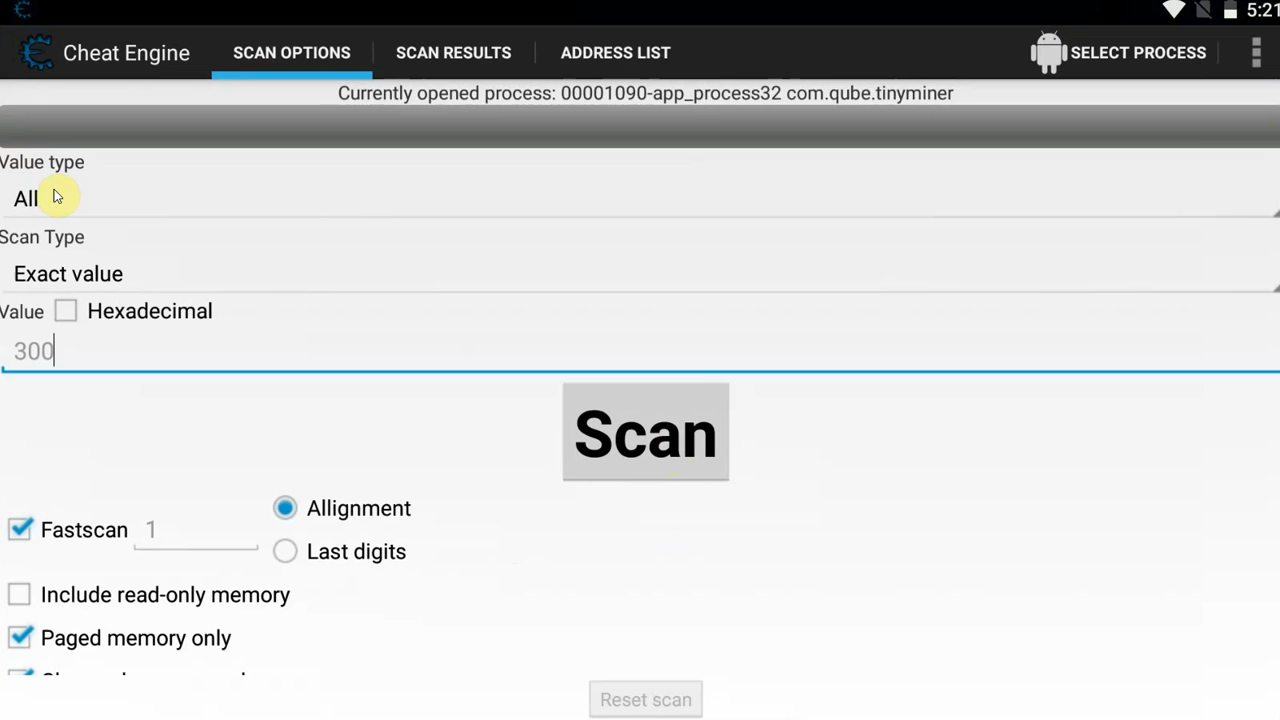 5:21
Cheat Engine SCAN OPTIONS SCAN RESULTS ADDRESS LIST SELECT PROCESS
Currently opened process: 00001090-app_process32 com.qube.tinyminer
Value type
All
Scan Type
Exact value
Value Hexadecimal
300
Scan
Allignment
Fastscan 1
Last digits
Include read-only memory
Paged memory only
Reset scan